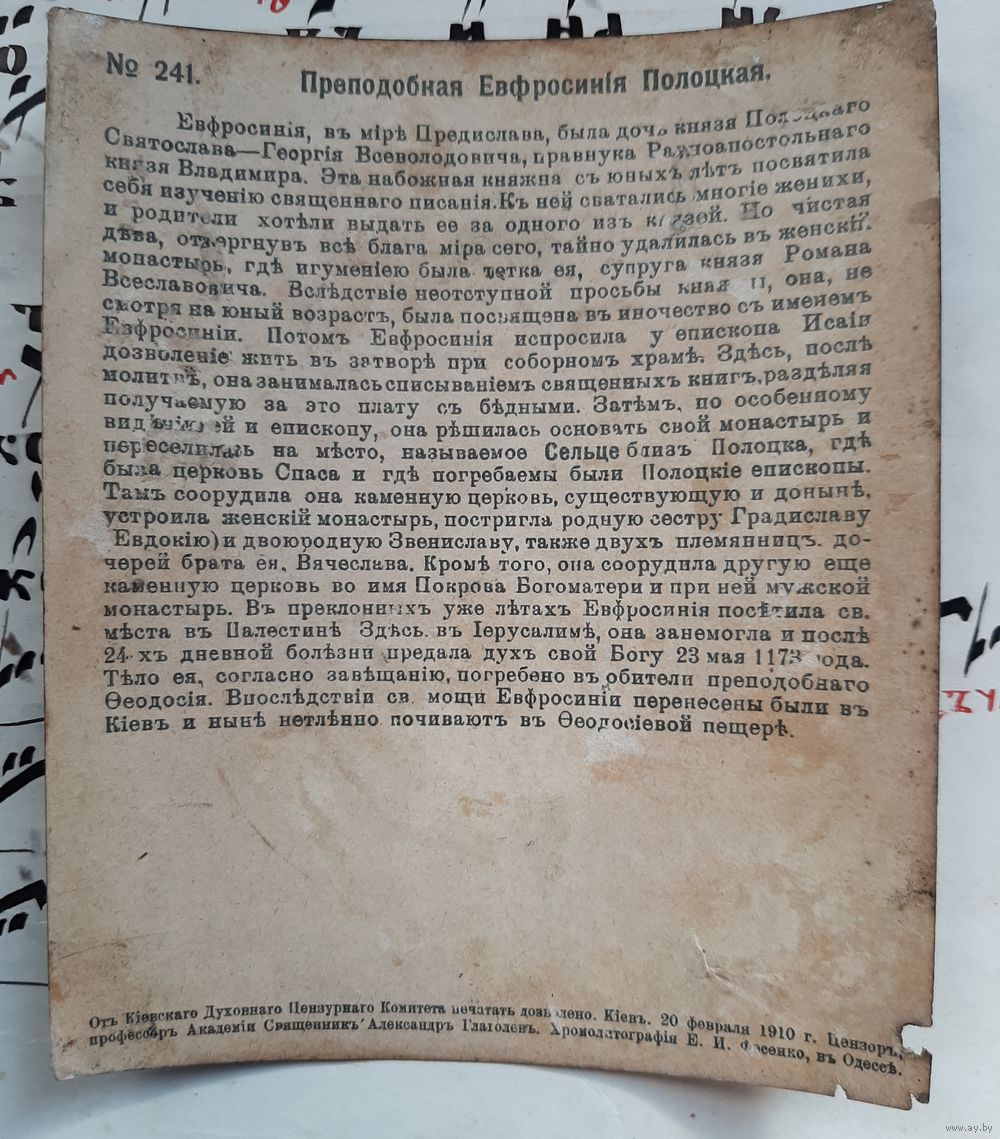 № 241.
Преподобная Евфросинія Полоцкая.
Евфросинія, въ мірѣ Предислава, была дочь князя
Святослава—Георгія Всеволодовича, правнука Равноапостольнаго
князя Владимира. Эта набожная княжна съ юныхъ лѣтъ посвятила
себя изученію священнаго писанія. Къ ней сватались многіе женихи,
и родители хотѣли выдать ее за одного изъ князей. Но чистая
дѣва, отвергнувъ всѣ блага міра сего, тайно удалилась въ женскій
монастырь, гдѣ игуменіею была тетка ея, супруга князя Романа
Всеславовича. Вслѣдствіе неотступной просьбы она, не
смотря на юный возрастъ, была посвящена въ иночество съ именемъ
Евфросиніи. Потомъ Евфросинія испросила у епископа Исаіи
дозволеніе жить въ затворѣ при соборномъ храмѣ. Здѣсь, послѣ
молитвъ, она занималась списываніемъ священныхъ книгъ, раздѣляя
получаемую за это плату съ бѣдными. Затѣмъ, по особенному
и епископу, она рѣшилась основать свой монастырь и
переселилась на мѣсто, называемое Сельце близъ Полоцка, гдѣ
была церковь Спаса и гдѣ погребаемы были Полоцкіе епископы.
Тамъ соорудила она каменную церковь, существующую и донынѣ,
устроила женскій монастырь, постригла родную сестру Градиславу
Евдокію) и двоюродную Звениславу, также двухъ племянницъ. до-
черей брата ея, Вячеслава. Кромѣ того, она соорудила другую еще
каменную церковь во имя Покрова Богоматери и при ней мужской
монастырь. Въ преклонныхъ уже лѣтахъ Евфросинія посѣтила св.
мѣста въ Палестинѣ Здѣсь. въ Іерусалимѣ, она занемогла и послѣ
24-хъ дневной болѣзни предала духъ свой Богу 23 мая 1173 года.
Тѣло ея, согласно завѣщанію, погребено въ обители преподобнаго
Ѳеодосія. Впослѣдствіи св. мощи Евфросиніи перенесены были въ
Кіевъ и нынѣ нетлѣнно почиваютъ въ Ѳеодосіевой пещерѣ.
Отъ Кіевскаго Духовнаго Цензурнаго Комитета печатать дозволено. Кіевъ. 20 февраля 1910 г. Цензоръ,
профессоръ Академіи Священникъ Александръ Глаголевъ. Хромолитографія Е. И. Фесенко, въ Одессѣ.
www.ay.by